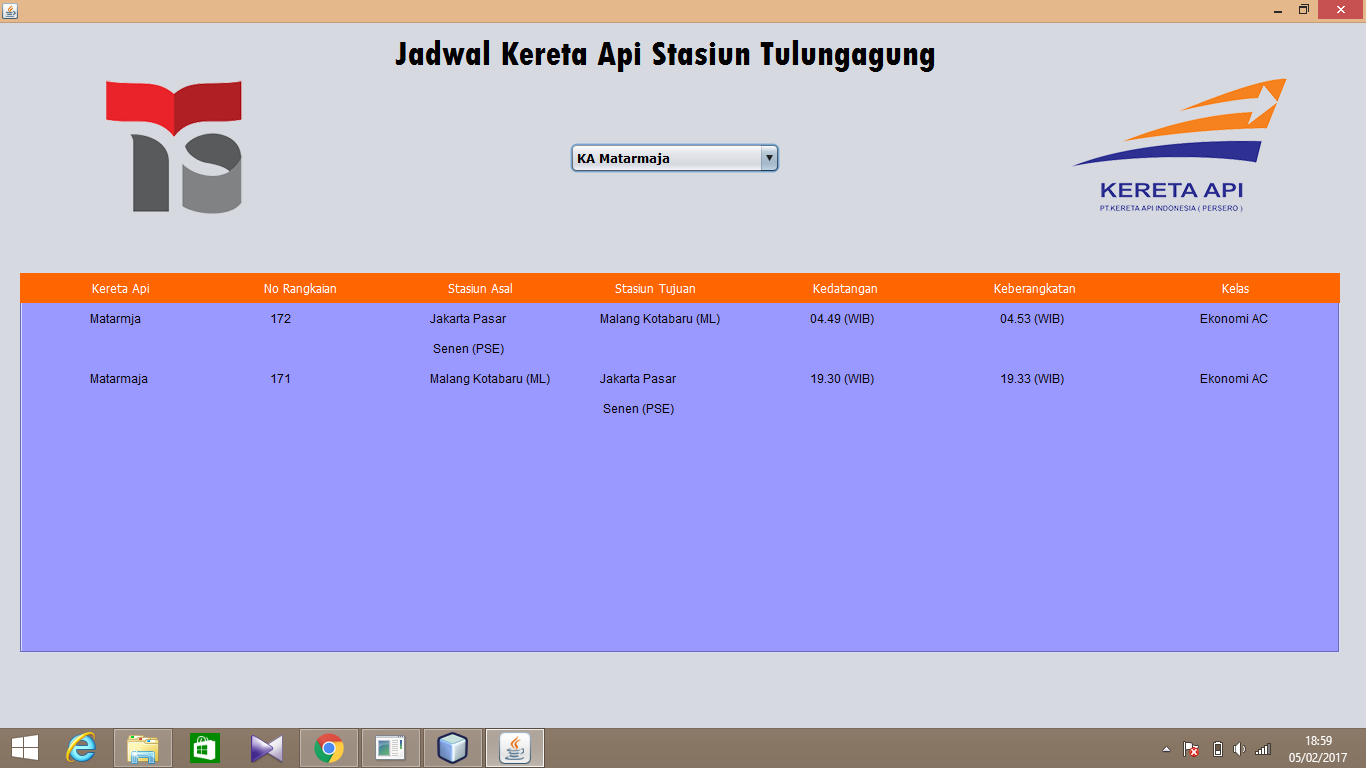 Jadwal Kereta Api Stasiun Tulungagung
KA Matarmaja
KERETA API
PT.KERETA API INDONESIA ( PERSERO )
Kereta Api No Rangkaian Stasiun Asal Stasiun Tujuan Kedatangan Keberangkatan Kelas
Matarmja 172 Jakarta Pasar Malang Kotabaru (ML) 04.49 (WIB) 04.53 (WIB) Ekonomi AC
Senen (PSE)
Matarmaja 171 Malang Kotabaru (ML) Jakarta Pasar 19.30 (WIB) 19.33 (WIB) Ekonomi AC
Senen (PSE)
18:59
05/02/2017